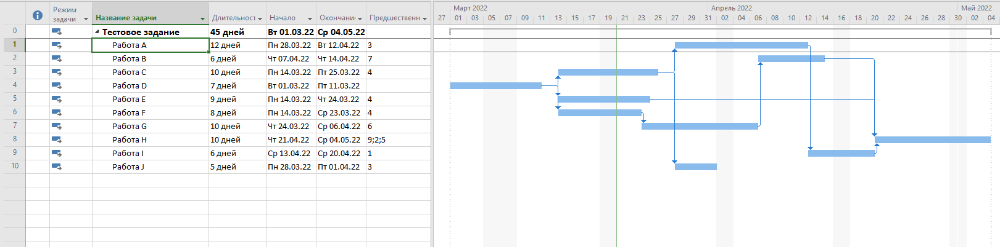 Март 2022 Апрель 2022 Май 2022
Режим задачи Название задачи Длительност Начало Окончание Предшественн
27 01 03 05 07 09 11 13 15 17 19 21 23 25 27 29 31 02 04 06 08 10 12 14 16 18 20 22 24 26 28 30 02 04
0 Тестовое задание 45 дней Вт 01.03.22 Ср 04.05.22
1 Работа A 12 дней Пн 28.03.22 Вт 12.04.22 3
2 Работа B 6 дней Чт 07.04.22 Чт 14.04.22 7
3 Работа C 10 дней Пн 14.03.22 Пт 25.03.22 4
4 Работа D 7 дней Вт 01.03.22 Пт 11.03.22
5 Работа E 9 дней Пн 14.03.22 Чт 24.03.22 4
6 Работа F 8 дней Пн 14.03.22 Ср 23.03.22 4
7 Работа G 10 дней Чт 24.03.22 Ср 06.04.22 6
8 Работа H 10 дней Чт 21.04.22 Ср 04.05.22 9;2;5
9 Работа I 6 дней Ср 13.04.22 Ср 20.04.22 1
10 Работа J 5 дней Пн 28.03.22 Пт 01.04.22 3